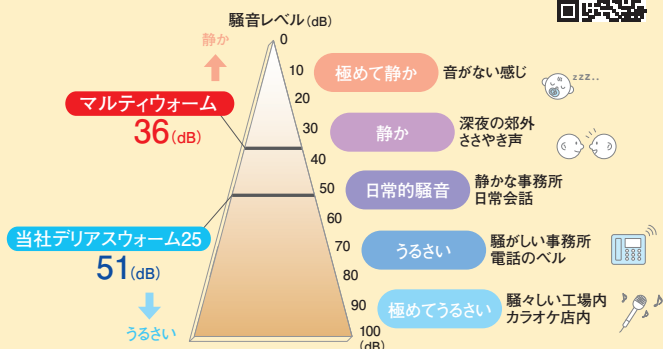 騒音レベル(dB)
静か
0
10
極めて静か
音がない感じ
zzz..
20
マルティウォーム
36(dB)
30
静か
深夜の郊外
ささやき声
40
50
日常的騒音
静かな事務所
日常会話
60
当社デリアスウォーム25
51(dB)
70
うるさい
騒がしい事務所
電話のベル
80
90
極めてうるさい
騒々しい工場内
カラオケ店内
うるさい
100
(dB)